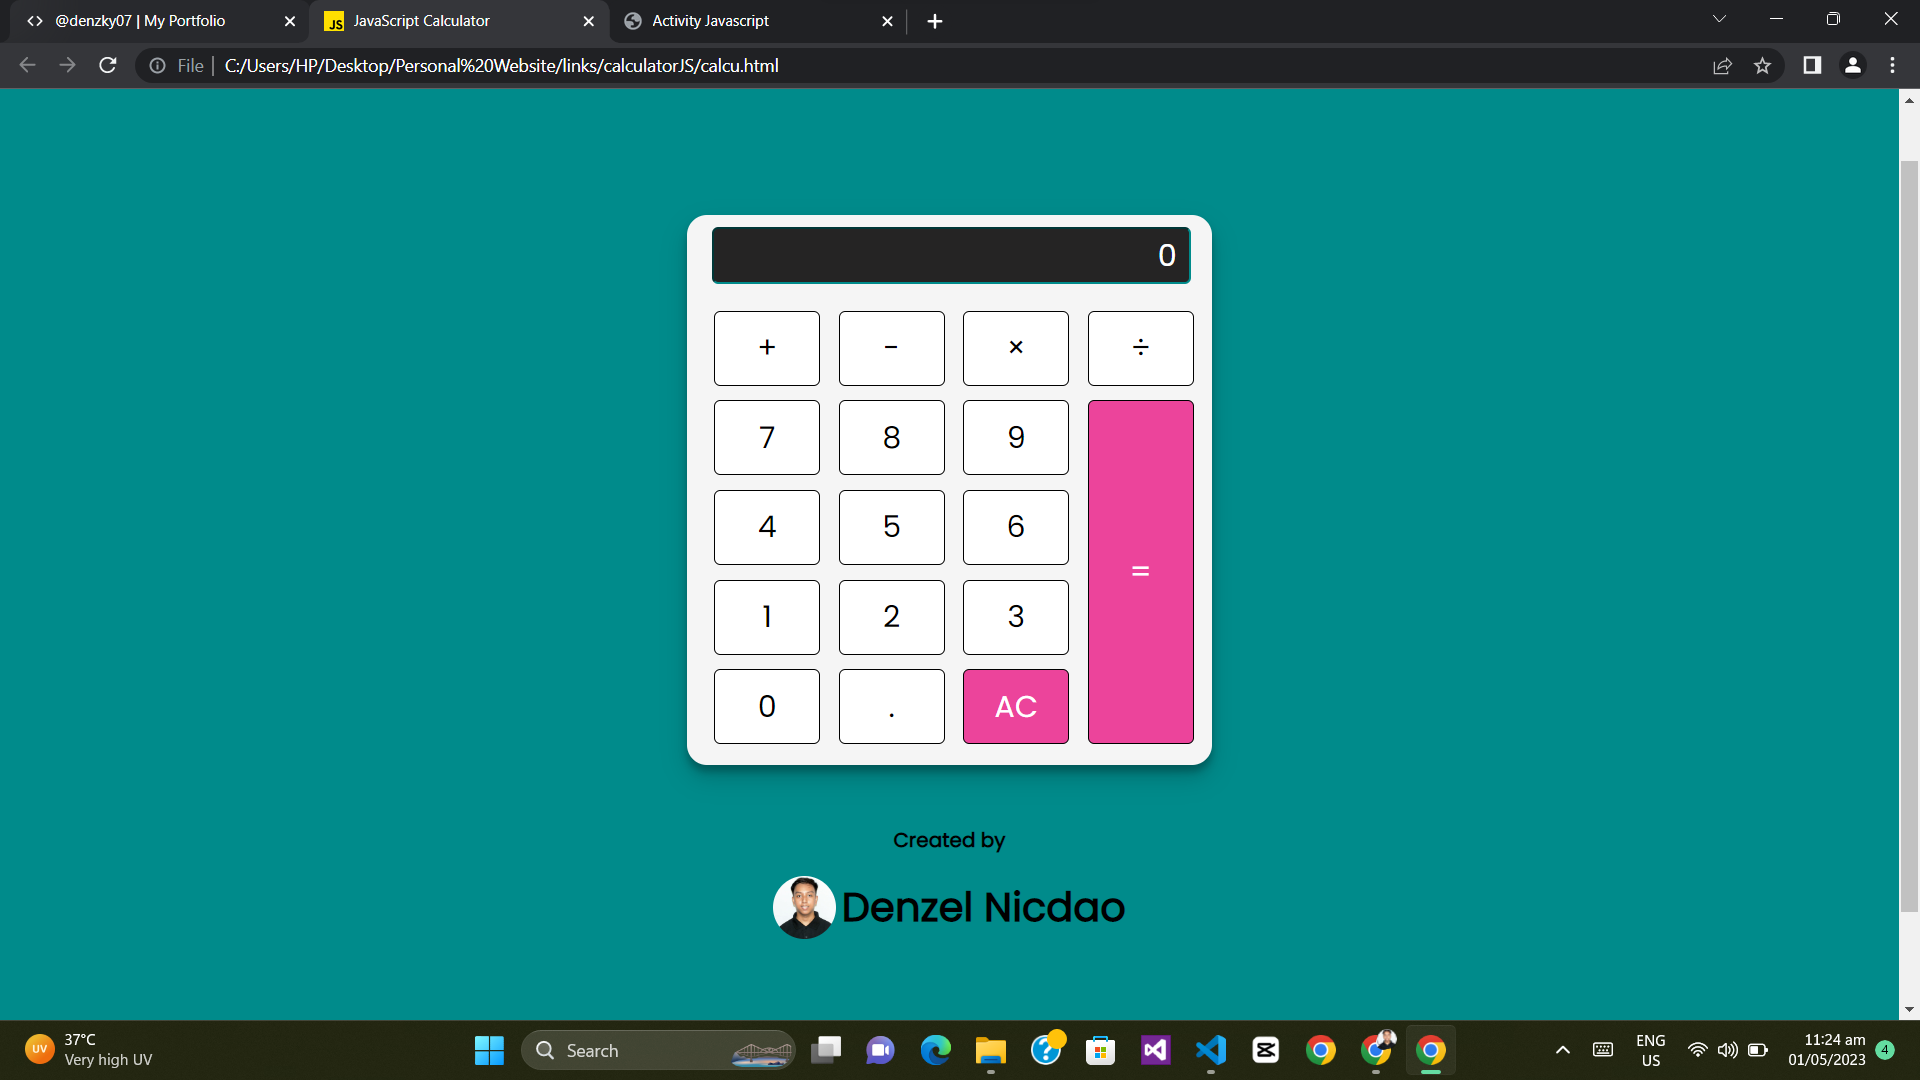 @denzky07 | My Portfolio
JS
JavaScript Calculator
Activity Javascript
File
C:/Users/HP/Desktop/Personal%20Website/links/calculatorJS/calcu.html
0
+ - × ÷
7 8 9
4 5 6
=
1 2 3
0 . AC
Created by
Denzel Nicdao
UV
37°C
Very high UV
Search
ENG
US
11:24 am
01/05/2023
4